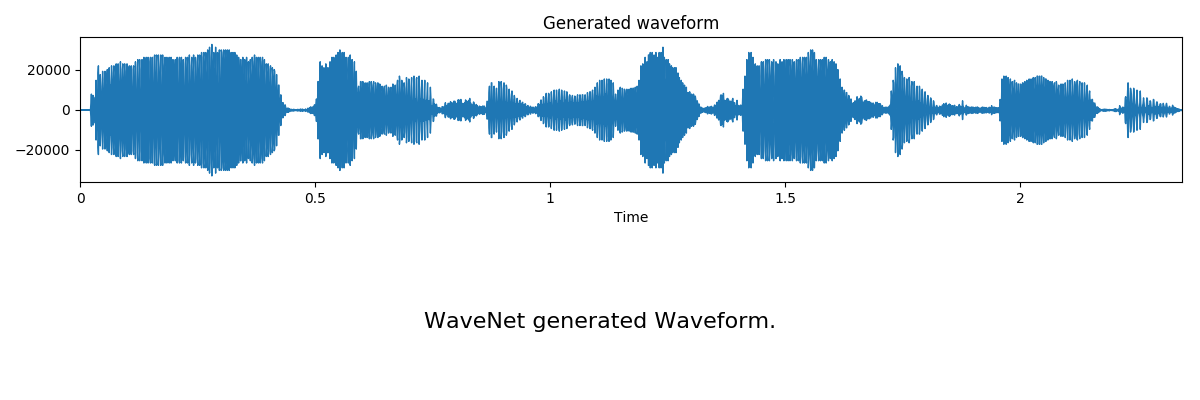 Generated waveform
20000
0
−20000
0 0.5 1 1.5 2
Time
WaveNet generated Waveform.